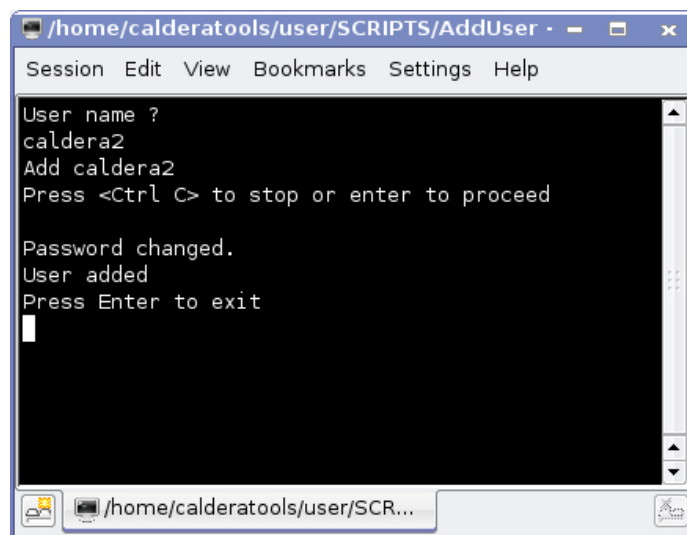 /home/calderatools/user/SCRIPTS/AddUser -
Session Edit View Bookmarks Settings Help
User name ?
caldera2
Add caldera2
Press <Ctrl C> to stop or enter to proceed
Password changed.
User added
Press Enter to exit
/home/calderatools/user/SCR...